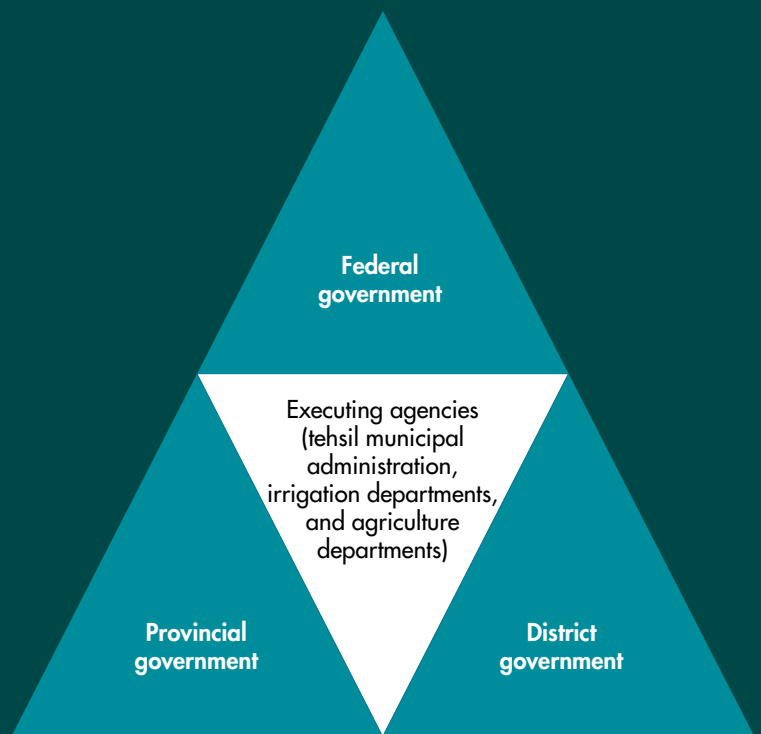 Federal
government
Executing agencies
(tehsil municipal
administration,
irrigation departments,
and agriculture
departments)
Provincial
government
District
government